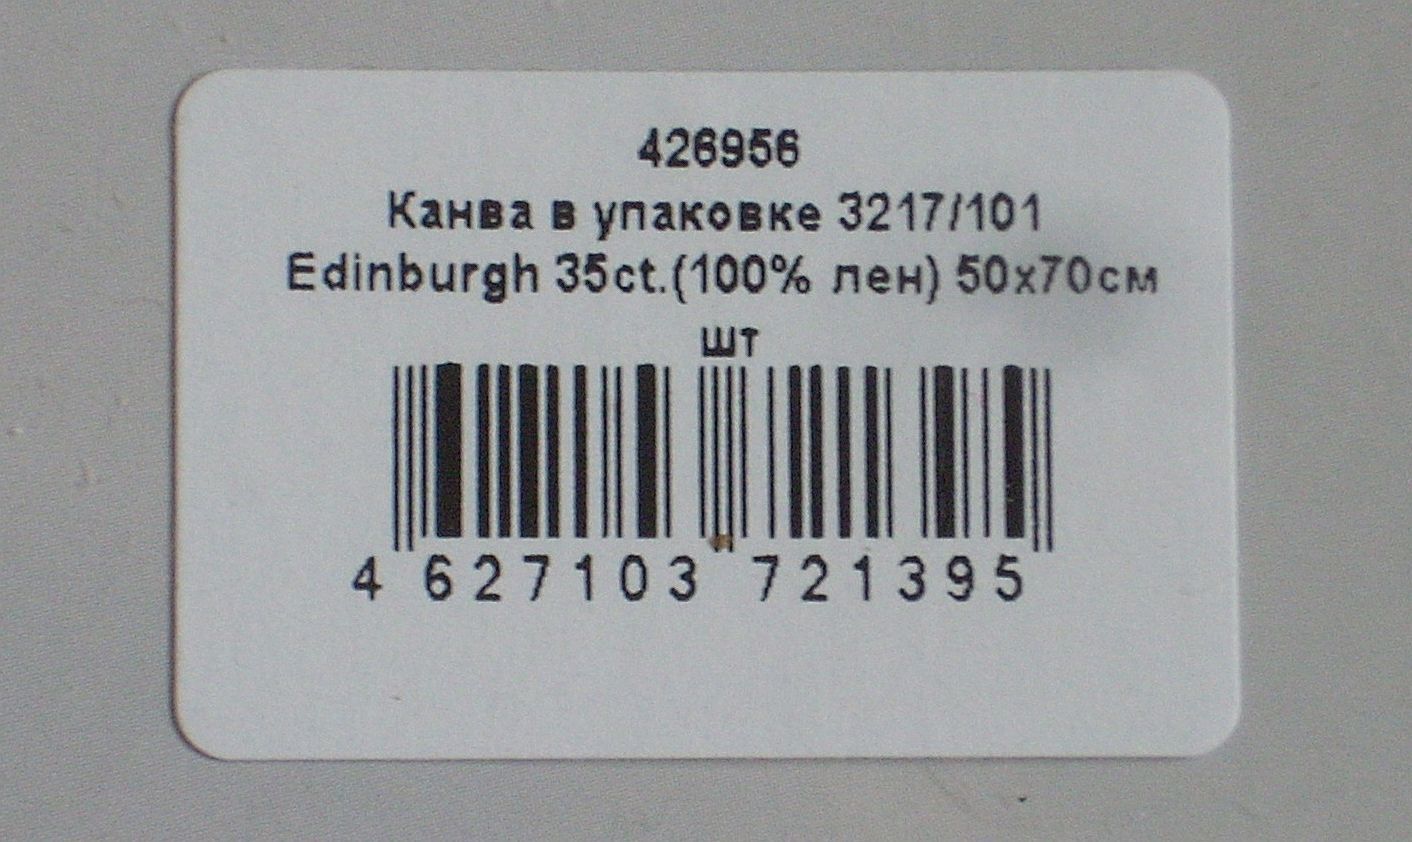 426956
Канва в упаковке 3217/101
Edinburgh 35ct.(100% лен) 50x70см
шт
4 627103 721395